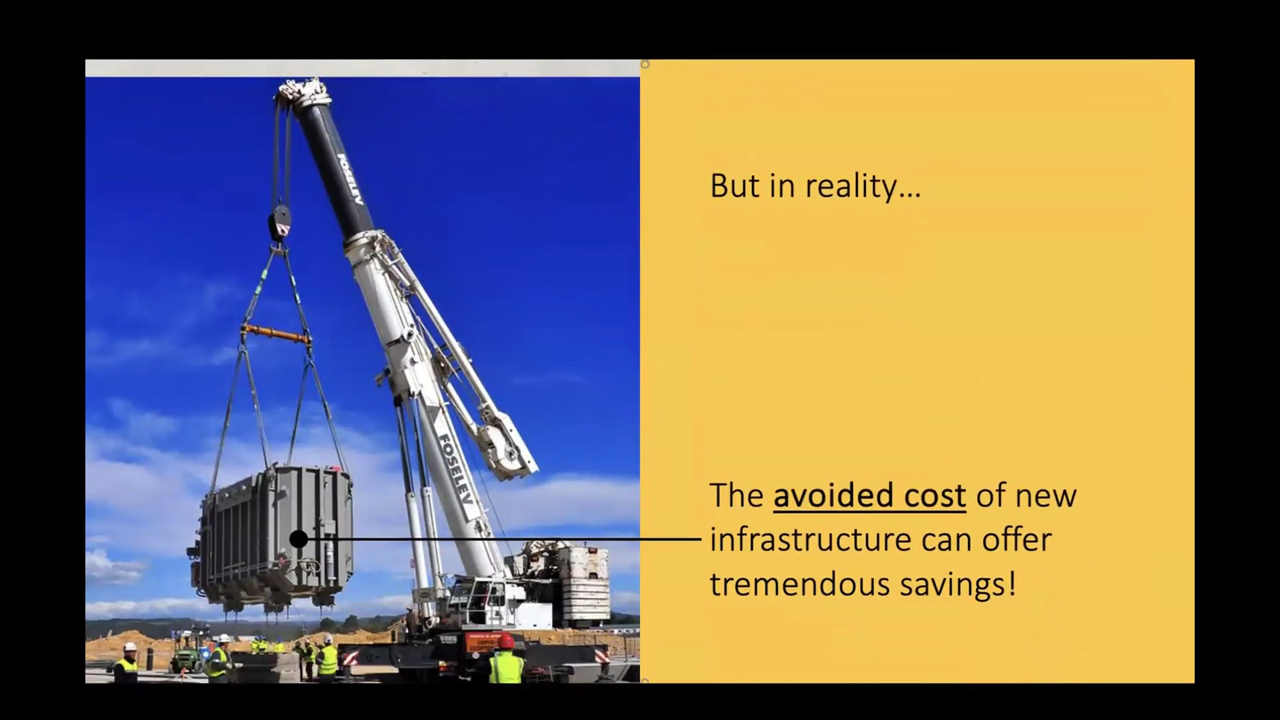 FOSELEV
But in reality...
FOSELEV
The avoided cost of new
infrastructure can offer
tremendous savings!